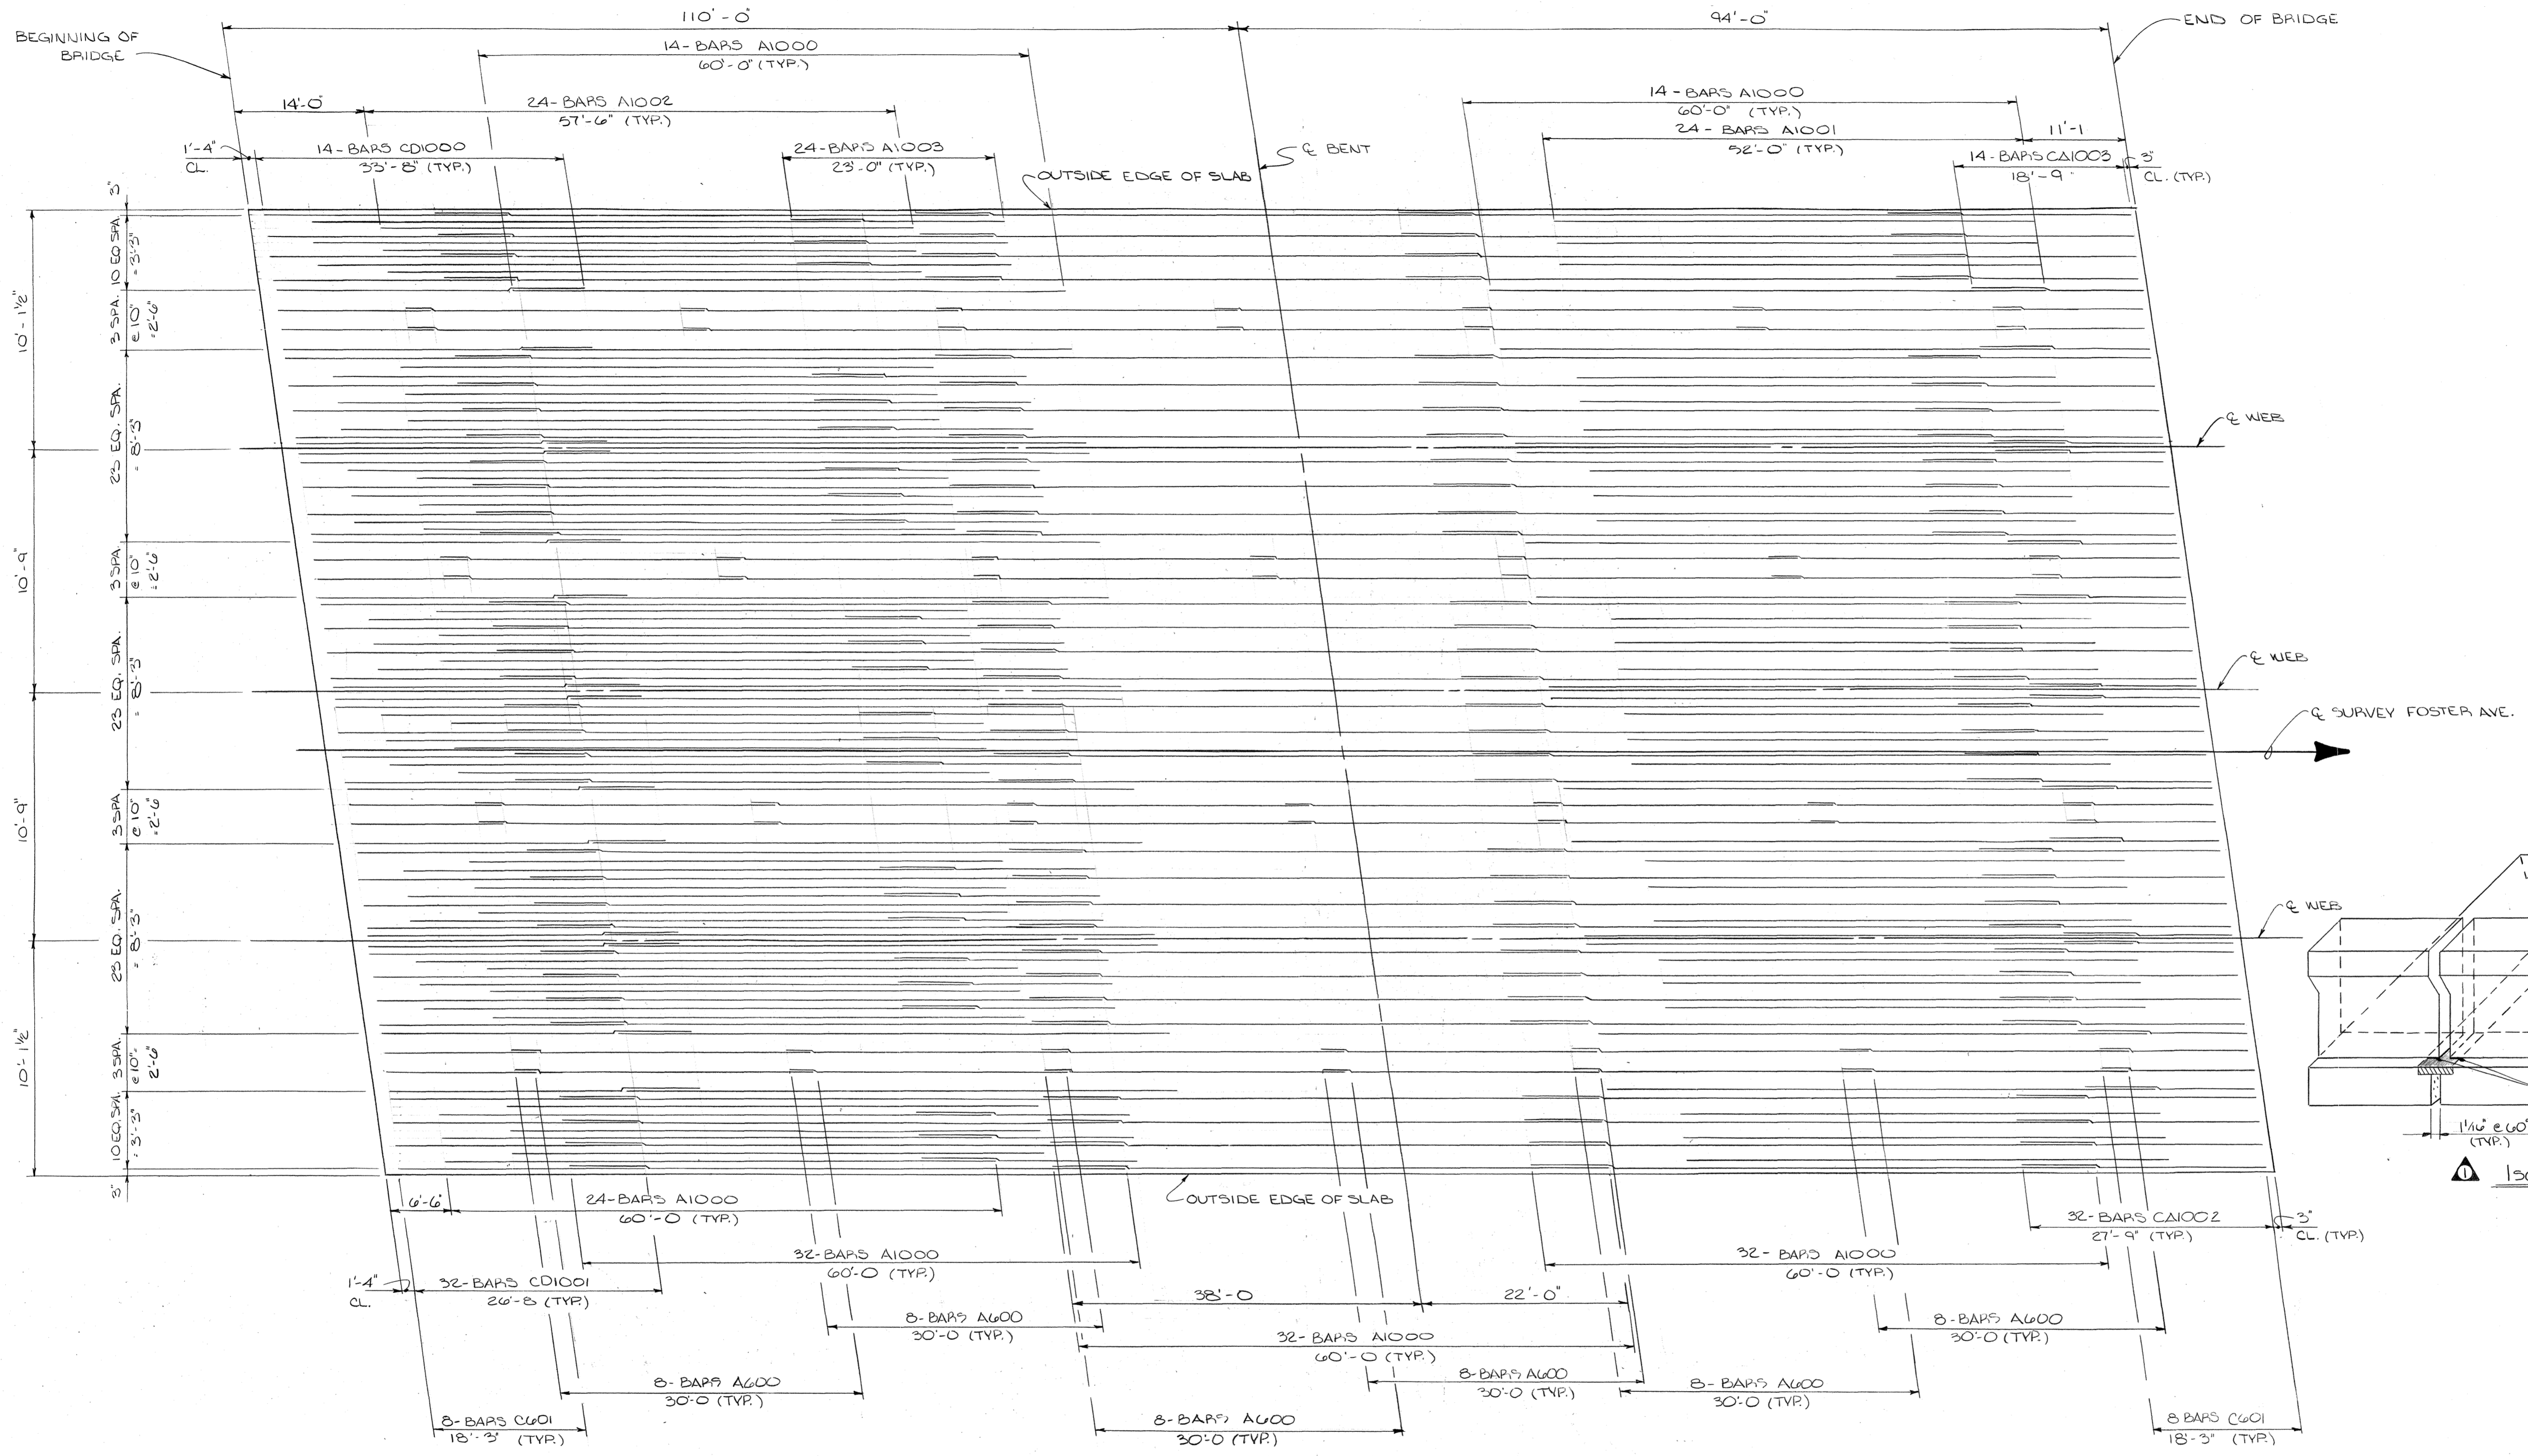 110'-0"
94'-0"
BEGINNING OF
BRIDGE
END OF BRIDGE
14-BARS A1000
60'-0" (TYP.)
14'-0"
24-BARS A1002
57'-6" (TYP.)
14-BARS A1000
60'-0" (TYP.)
24-BARS A1001
52'-0" (TYP.)
11'-1
1'-4"
CL.
14-BARS CD1000
33'-8" (TYP.)
24-BARS A1003
23'-0" (TYP.)
℄ BENT
14-BARS CA1003
18'-9"
3"
CL. (TYP.)
OUTSIDE EDGE OF SLAB
3"
10 EQ. SPA.
= 3'-3"
3 SPA.
@ 10"
= 2'-6"
10'-1½"
23 EQ. SPA.
= 8'-3"
℄ WEB
3 SPA.
@ 10"
= 2'-6"
10'-9"
23 EQ. SPA.
= 8'-3"
℄ WEB
℄ SURVEY FOSTER AVE.
3 SPA.
@ 10"
= 2'-6"
10'-9"
23 EQ. SPA.
= 8'-3"
℄ WEB
3 SPA.
@ 10"=
2'-6"
10'-1½"
10 EQ. SPA.
= 3'-3"
3"
1 1/16" @ 60°
(TYP.)
1
6'-6"
24-BARS A1000
60'-0 (TYP.)
OUTSIDE EDGE OF SLAB
32-BARS CA1002
27'-9" (TYP.)
3"
CL. (TYP.)
32-BARS A1000
60'-0 (TYP.)
32-BARS A1000
60'-0 (TYP.)
1'-4"
CL.
32-BARS CD1001
26'-8 (TYP.)
38'-0
22'-0"
8-BARS A600
30'-0 (TYP.)
8-BARS A600
30'-0 (TYP.)
32-BARS A1000
60'-0 (TYP.)
8-BARS A600
30'-0 (TYP.)
8-BARS A600
30'-0 (TYP.)
8-BARS A600
30'-0 (TYP.)
8-BARS C601
18'-3" (TYP.)
8-BARS A600
30'-0 (TYP.)
8 BARS C601
18'-3" (TYP.)